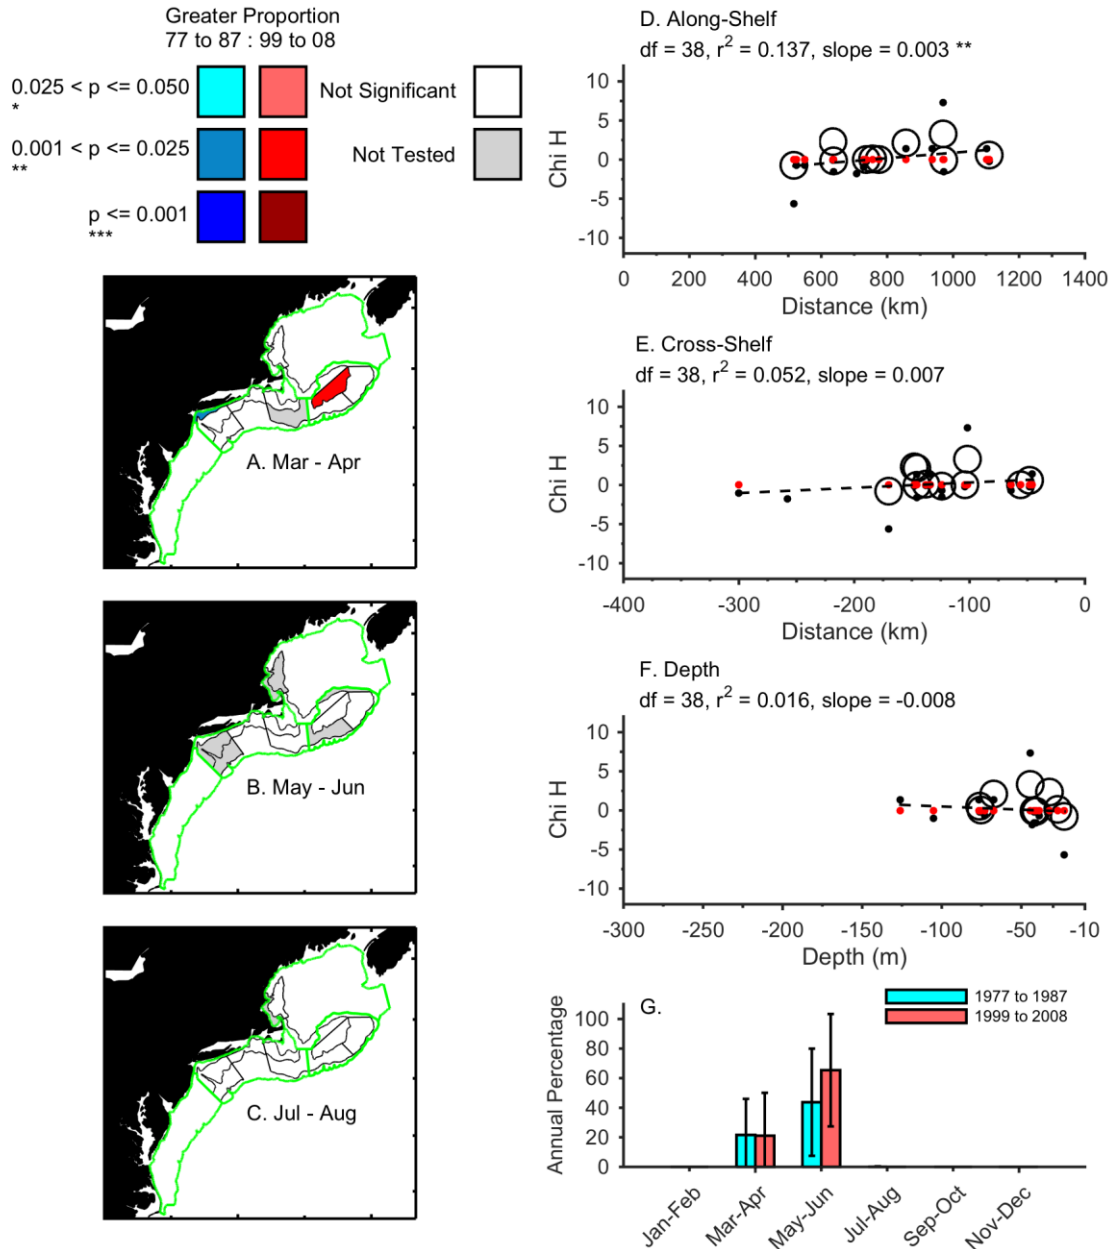 Greater Proportion
77 to 87 : 99 to 08
0.025 < p <= 0.050
*
Not Significant
0.001 < p <= 0.025
**
Not Tested
p <= 0.001
***
A. Mar - Apr
B. May - Jun
C. Jul - Aug
D. Along-Shelf
df = 38, r² = 0.137, slope = 0.003 **
10
5
0
-5
-10
Chi H
0 200 400 600 800 1000 1200 1400
Distance (km)
E. Cross-Shelf
df = 38, r² = 0.052, slope = 0.007
10
5
0
-5
-10
Chi H
-400 -300 -200 -100 0
Distance (km)
F. Depth
df = 38, r² = 0.016, slope = -0.008
10
5
0
-5
-10
Chi H
-300 -250 -200 -150 -100 -50 -10
Depth (m)
G.
1977 to 1987
1999 to 2008
100
80
60
40
20
0
Annual Percentage
Jan-Feb
Mar-Apr
May-Jun
Jul-Aug
Sep-Oct
Nov-Dec